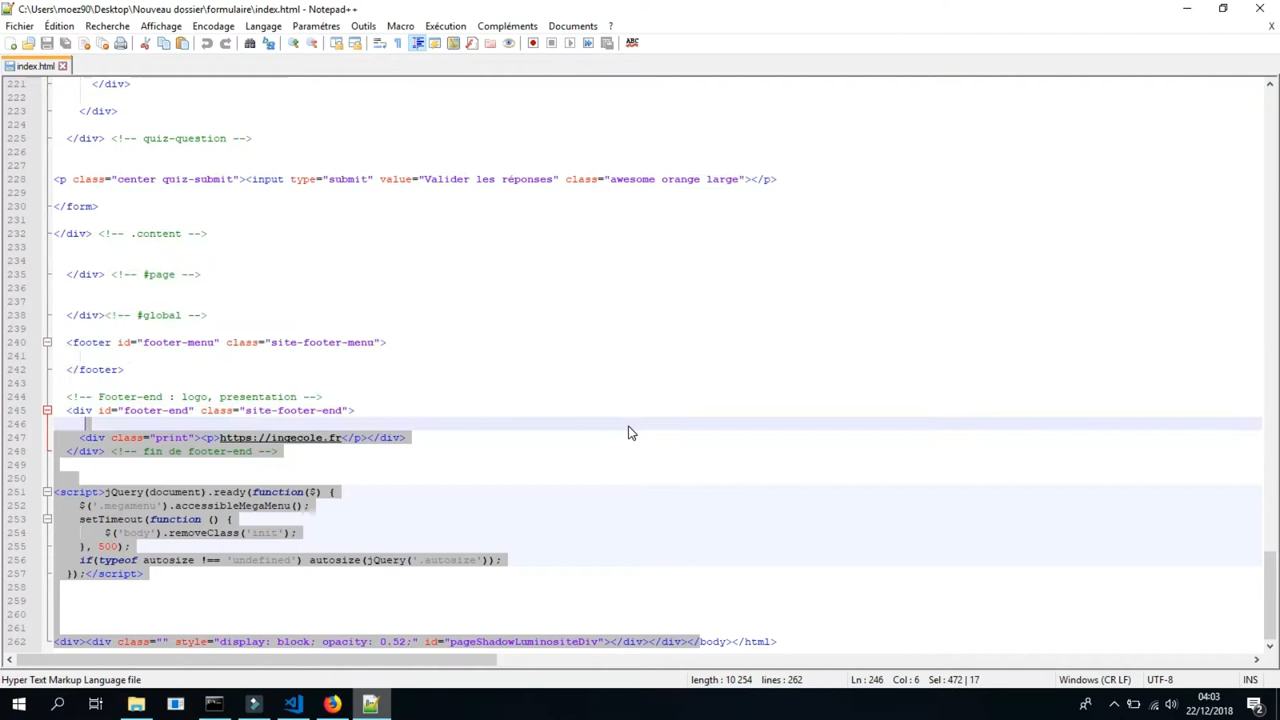 C:\Users\moez90\Desktop\Nouveau dossier\formulaire\index.html - Notepad++
Fichier Édition Recherche Affichage Encodage Langage Paramètres Outils Macro Exécution Compléments Documents ?
ABC
index.html
221 </div>
222
223 </div>
224
225 </div> <!-- quiz-question -->
226
227
228 <p class="center quiz-submit"><input type="submit" value="Valider les réponses" class="awesome orange large"></p>
229
230 </form>
231
232 </div> <!-- .content -->
233
234
235 </div> <!-- #page -->
236
237
238 </div><!-- #global -->
239
240 <footer id="footer-menu" class="site-footer-menu">
241
242 </footer>
243
244 <!-- Footer-end : logo, presentation -->
245 <div id="footer-end" class="site-footer-end">
246
247 <div class="print"><p>https://ingecole.fr</p></div>
248 </div> <!-- fin de footer-end -->
249
250
251 <script>jQuery(document).ready(function($) {
252 $('.megamenu').accessibleMegaMenu();
253 setTimeout(function () {
254 $('body').removeClass('init');
255 }, 500);
256 if(typeof autosize !== 'undefined') autosize(jQuery('.autosize'));
257 });</script>
258
259
260
261
262 <div><div class="" style="display: block; opacity: 0.52;" id="pageShadowLuminositeDiv"></div></div></body></html>
Hyper Text Markup Language file length : 10 254 lines : 262 Ln : 246 Col : 6 Sel : 472 | 17 Windows (CR LF) UTF-8 INS
04:03
22/12/2018
2